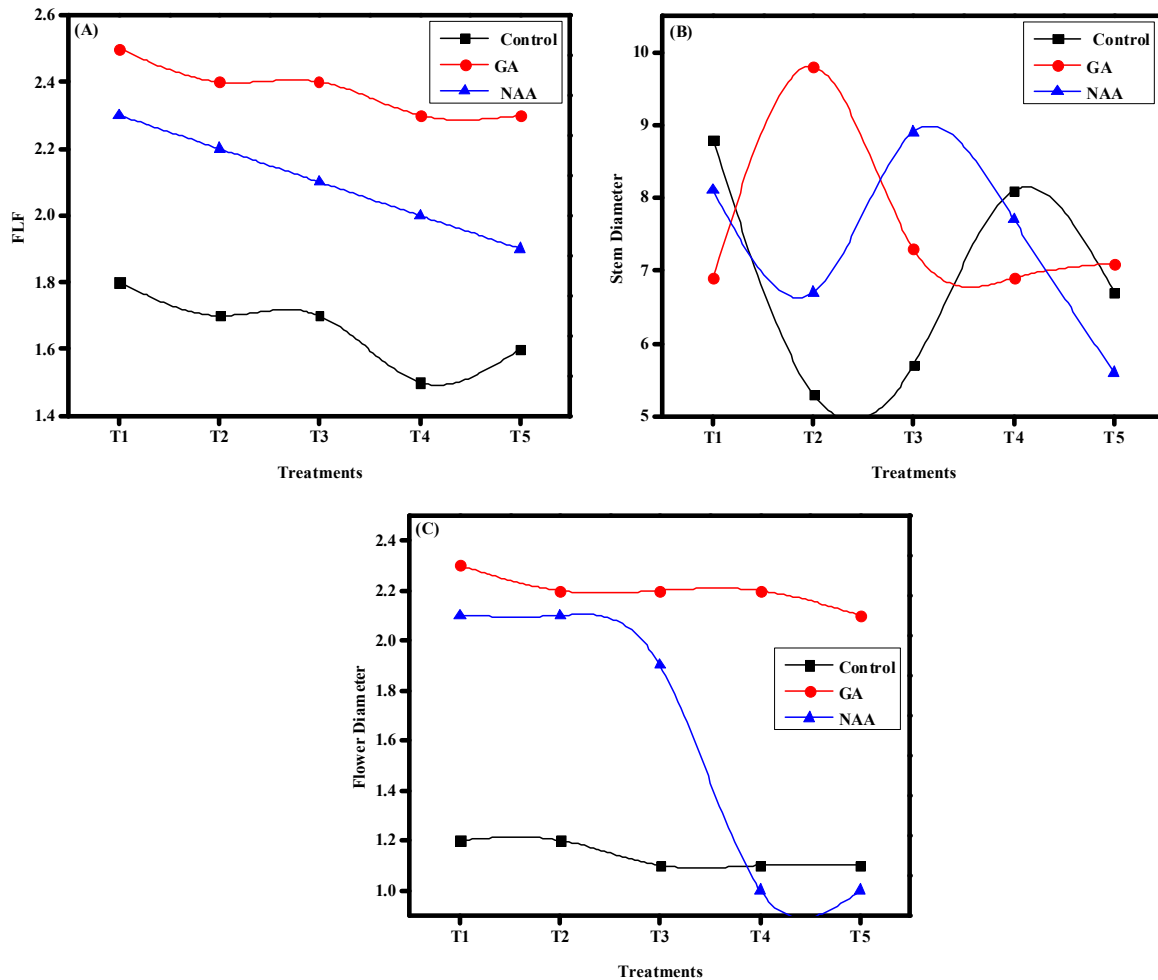 (A)
Control
GA
NAA
2.6
2.4
2.2
2.0
1.8
1.6
1.4
FLF
T1 T2 T3 T4 T5
Treatments
(B)
Control
GA
NAA
10
9
8
7
6
5
Stem Diameter
T1 T2 T3 T4 T5
Treatments
(C)
2.4
2.2
2.0
1.8
1.6
1.4
1.2
1.0
Flower Diameter
Control
GA
NAA
T1 T2 T3 T4 T5
Treatments